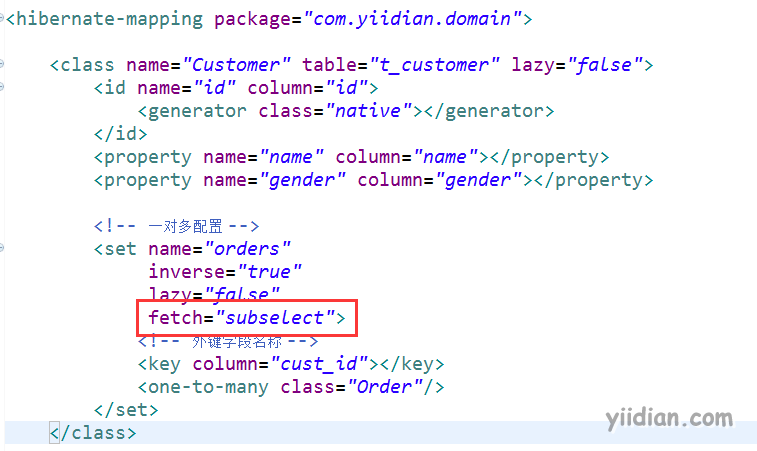 <hibernate-mapping package="com.yiidian.domain">
<class name="Customer" table="t_customer" lazy="false">
<id name="id" column="id">
<generator class="native"></generator>
</id>
<property name="name" column="name"></property>
<property name="gender" column="gender"></property>
<!-- 一对多配置 -->
<set name="orders"
inverse="true"
lazy="false"
fetch="subselect">
<!-- 外键字段名称 -->
<key column="cust_id"></key>
<one-to-many class="Order"/>
</set>
</class>
yiidian.com